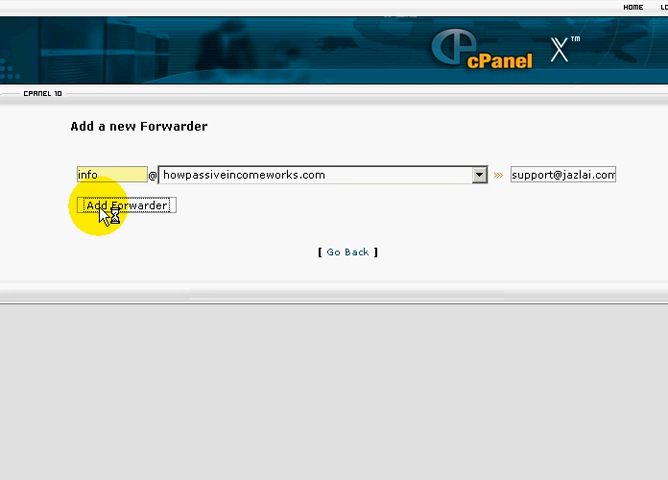 HOME
cPanel X™
CPANEL 10
Add a new Forwarder
info @ howpassiveincomeworks.com support@jazlai.com
Add Forwarder
[ Go Back ]